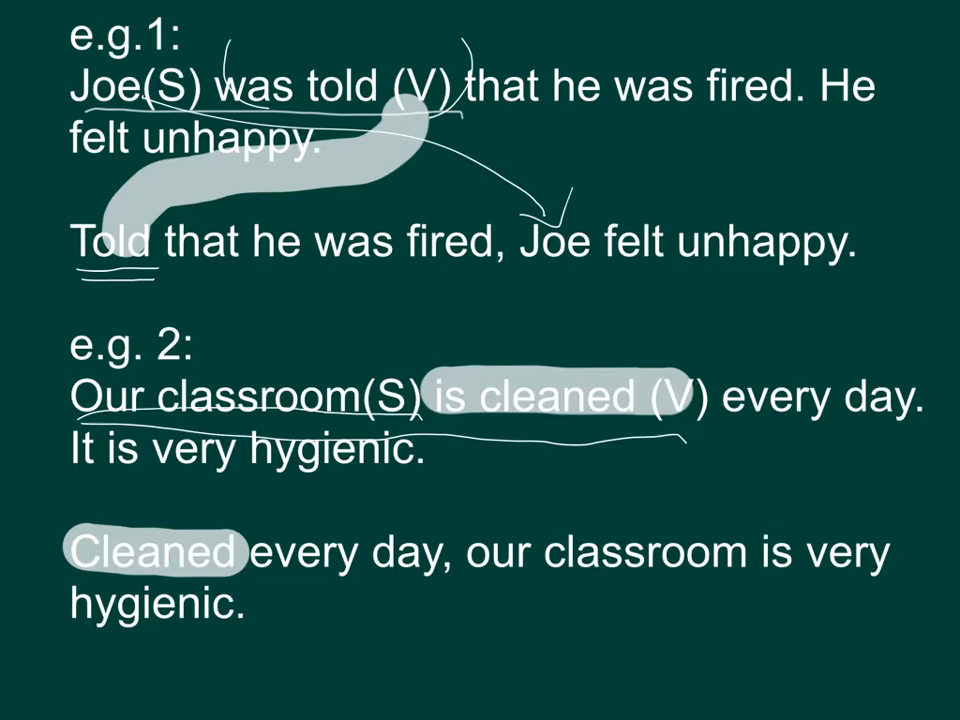 e.g.1:
Joe(S) was told (V) that he was fired. He
felt unhappy.
Told that he was fired, Joe felt unhappy.
e.g. 2:
Our classroom(S) is cleaned (V) every day.
It is very hygienic.
Cleaned every day, our classroom is very
hygienic.